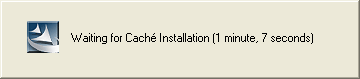 Waiting for Caché Installation (1 minute, 7 seconds)